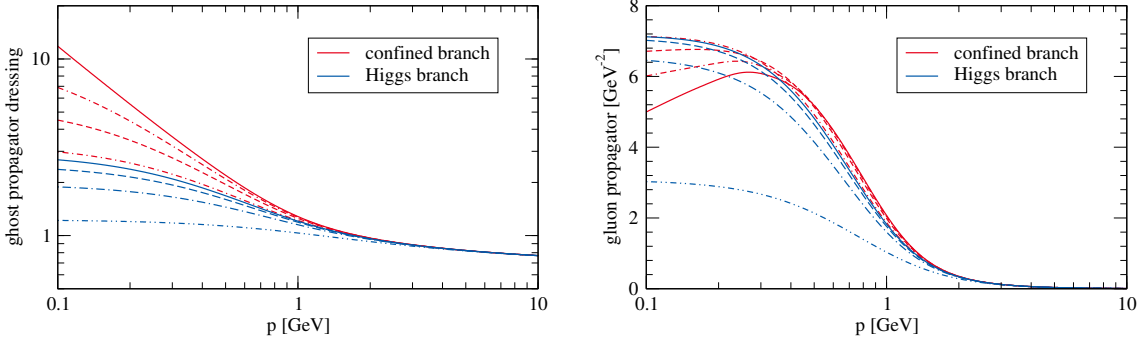 ghost propagator dressing
10
1
0.1
1
10
p [GeV]
confined branch
Higgs branch
gluon propagator [GeV⁻²]
8
6
4
2
0
0.1
1
10
p [GeV]
confined branch
Higgs branch